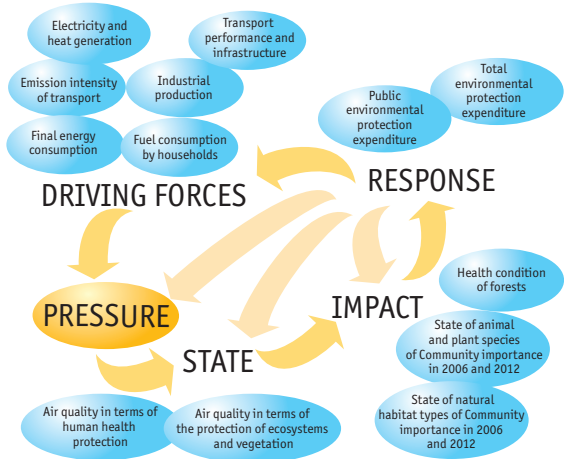 Electricity and
heat generation
Transport
performance and
infrastructure
Emission intensity
of transport
Industrial
production
Final energy
consumption
Fuel consumption
by households
Total
environmental
protection
expenditure
Public
environmental
protection
expenditure
DRIVING FORCES
RESPONSE
PRESSURE
STATE
IMPACT
Health condition
of forests
State of animal
and plant species
of Community importance
in 2006 and 2012
State of natural
habitat types of Community
importance in 2006
and 2012
Air quality in terms of
human health
protection
Air quality in terms of
the protection of ecosystems
and vegetation